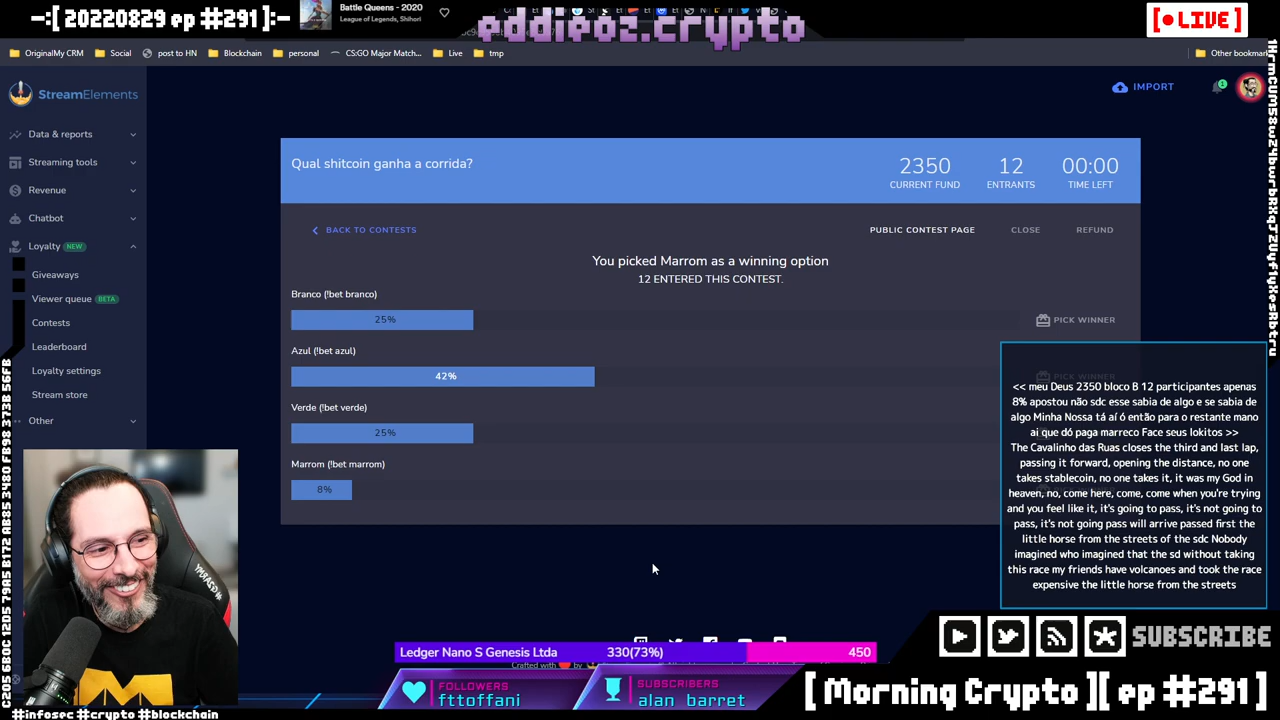 -:[ 20220829 ep #291 ]:-
Battle Queens - 2020
League of Legends, Shihori
eddieoz.crypto
[● LIVE]
OriginalMy CRM
Social
post to HN
Blockchain
personal
CS:GO Major Match...
Live
tmp
Other bookmar
StreamElements
IMPORT
1
Data & reports
Streaming tools
Revenue
Chatbot
Loyalty NEW
Giveaways
Viewer queue BETA
Contests
Leaderboard
Loyalty settings
Stream store
Other
Qual shitcoin ganha a corrida?
2350
CURRENT FUND
12
ENTRANTS
00:00
TIME LEFT
BACK TO CONTESTS
PUBLIC CONTEST PAGE
CLOSE
REFUND
You picked Marrom as a winning option
12 ENTERED THIS CONTEST.
Branco (!bet branco)
25%
PICK WINNER
Azul (!bet azul)
42%
PICK WINNER
Verde (!bet verde)
25%
Marrom (!bet marrom)
8%
<< meu Deus 2350 bloco B 12 participantes apenas
8% apostou não sdc esse sabia de algo e se sabia de
algo Minha Nossa tá aí ó então para o restante mano
ai que dó paga marreco Face seus lokitos >>
The Cavalinho das Ruas closes the third and last lap,
passing it forward, opening the distance, no one
takes stablecoin, no one takes it, it was my God in
heaven, no, come here, come, come when you're trying
and you feel like it, it's going to pass, it's not going to
pass, it's not going pass will arrive passed first the
little horse from the streets of the sdc Nobody
imagined who imagined that the sd without taking
this race my friends have volcanoes and took the race
expensive the little horse from the streets
Crafted with
by
Ledger Nano S Genesis Ltda
330(73%)
450
FOLLOWERS
fttoffani
SUBSCRIBERS
alan barret
SUBSCRIBE
[ Morning Crypto ][ ep #291 ]
#infosec #crypto #blockchain